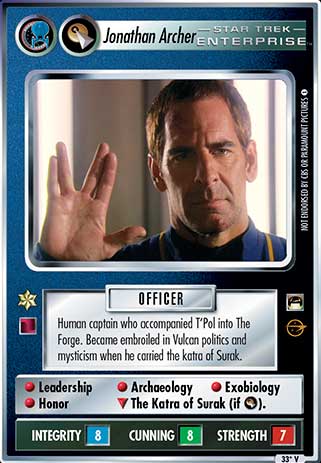 Jonathan Archer
STAR TREK
ENTERPRISE
NOT ENDORSED BY CBS OR PARAMOUNT PICTURES
OFFICER
Human captain who accompanied T'Pol into The
Forge. Became embroiled in Vulcan politics and
mysticism when he carried the katra of Surak.
Leadership Archaeology Exobiology
Honor The Katra of Surak (if ).
INTEGRITY 8 CUNNING 8 STRENGTH 7
33* V